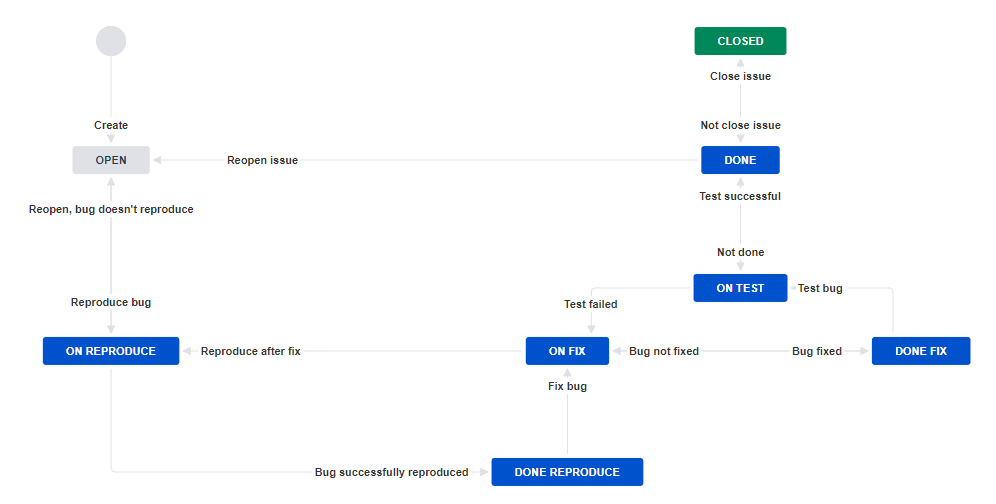 CLOSED
Close issue
Create
Not close issue
OPEN
Reopen issue
DONE
Test successful
Reopen, bug doesn't reproduce
Not done
ON TEST
Test bug
Reproduce bug
Test failed
ON REPRODUCE
Reproduce after fix
ON FIX
Bug not fixed
Bug fixed
DONE FIX
Fix bug
Bug successfully reproduced
DONE REPRODUCE